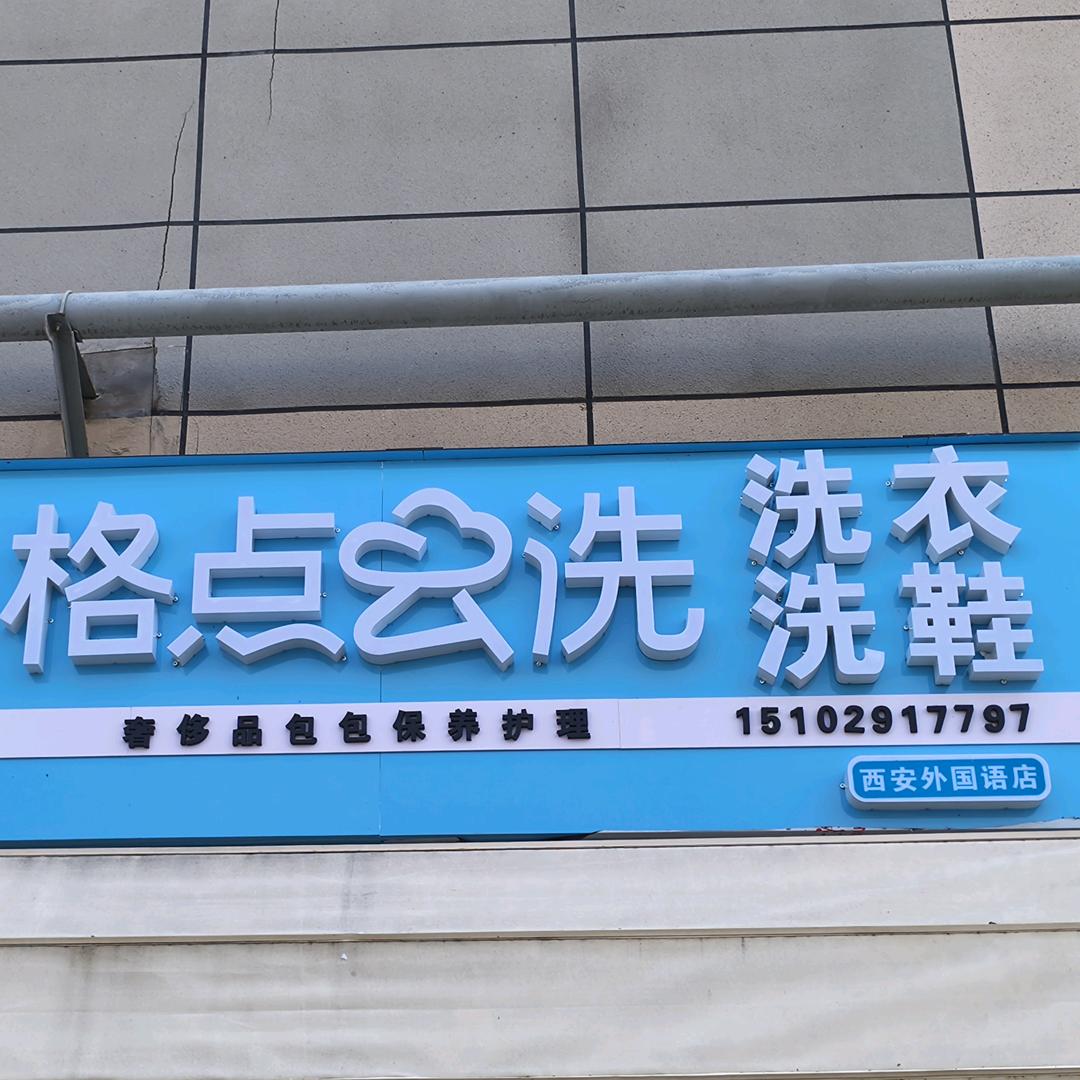 格点云洗
洗衣
洗鞋
奢侈品包包保养护理
15102917797
西安外国语店